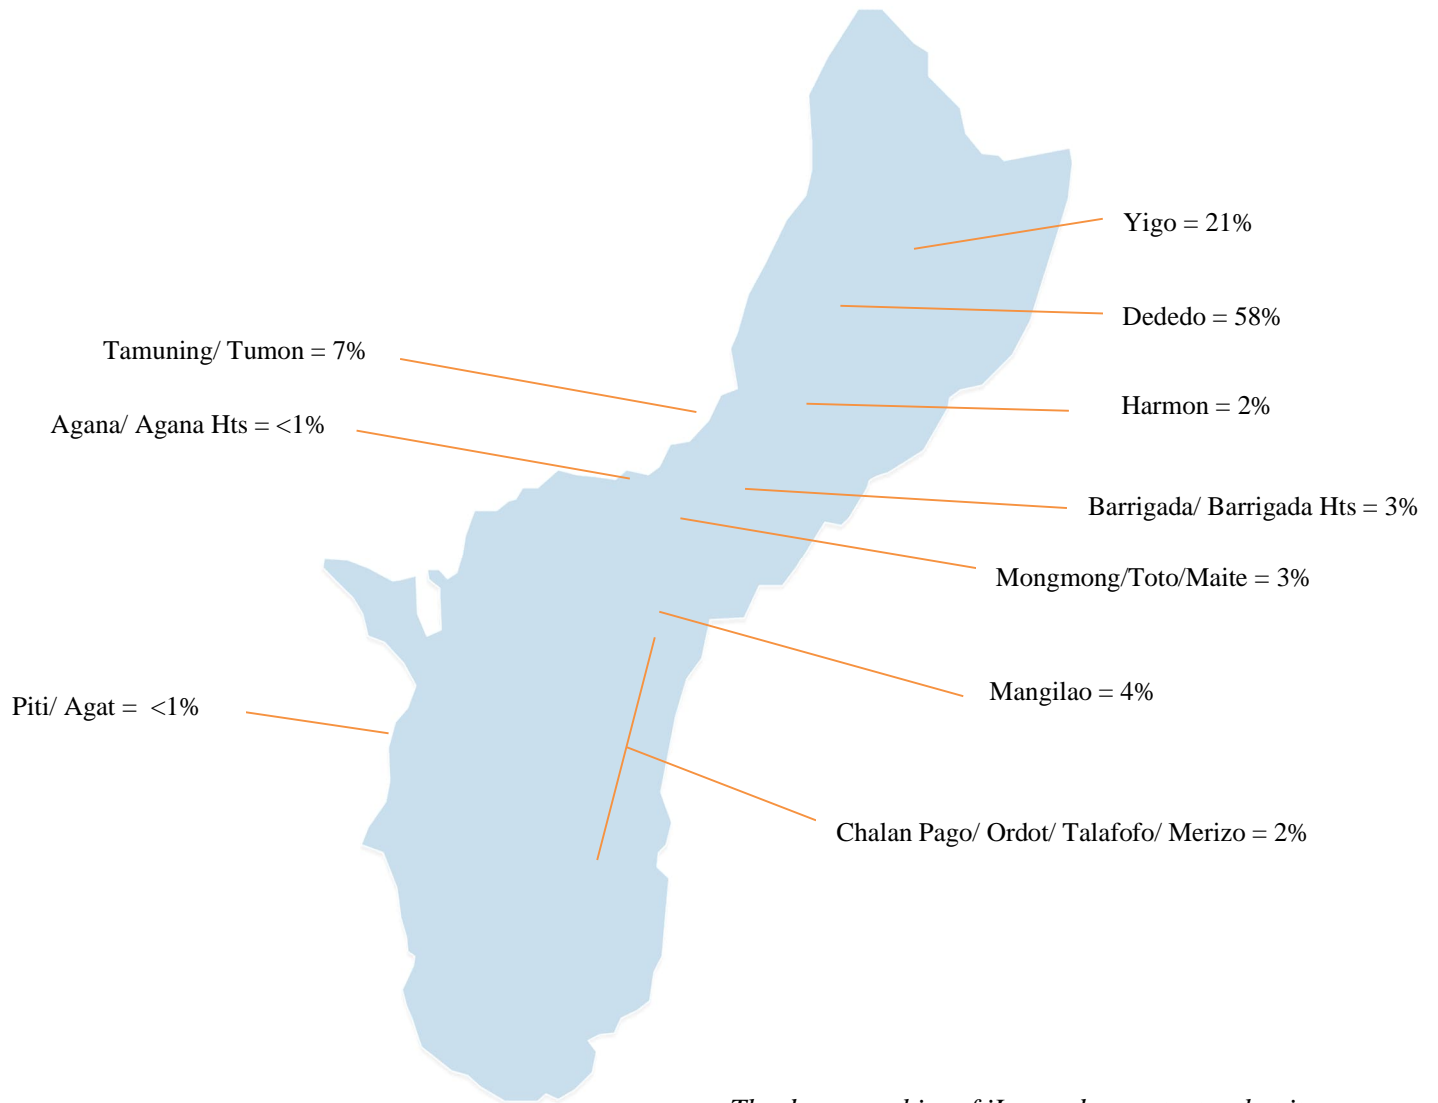 Yigo = 21%
Dededo = 58%
Tamuning/ Tumon = 7%
Harmon = 2%
Agana/ Agana Hts = <1%
Barrigada/ Barrigada Hts = 3%
Mongmong/Toto/Maite = 3%
Mangilao = 4%
Piti/ Agat =  <1%
Chalan Pago/ Ordot/ Talafofo/ Merizo = 2%